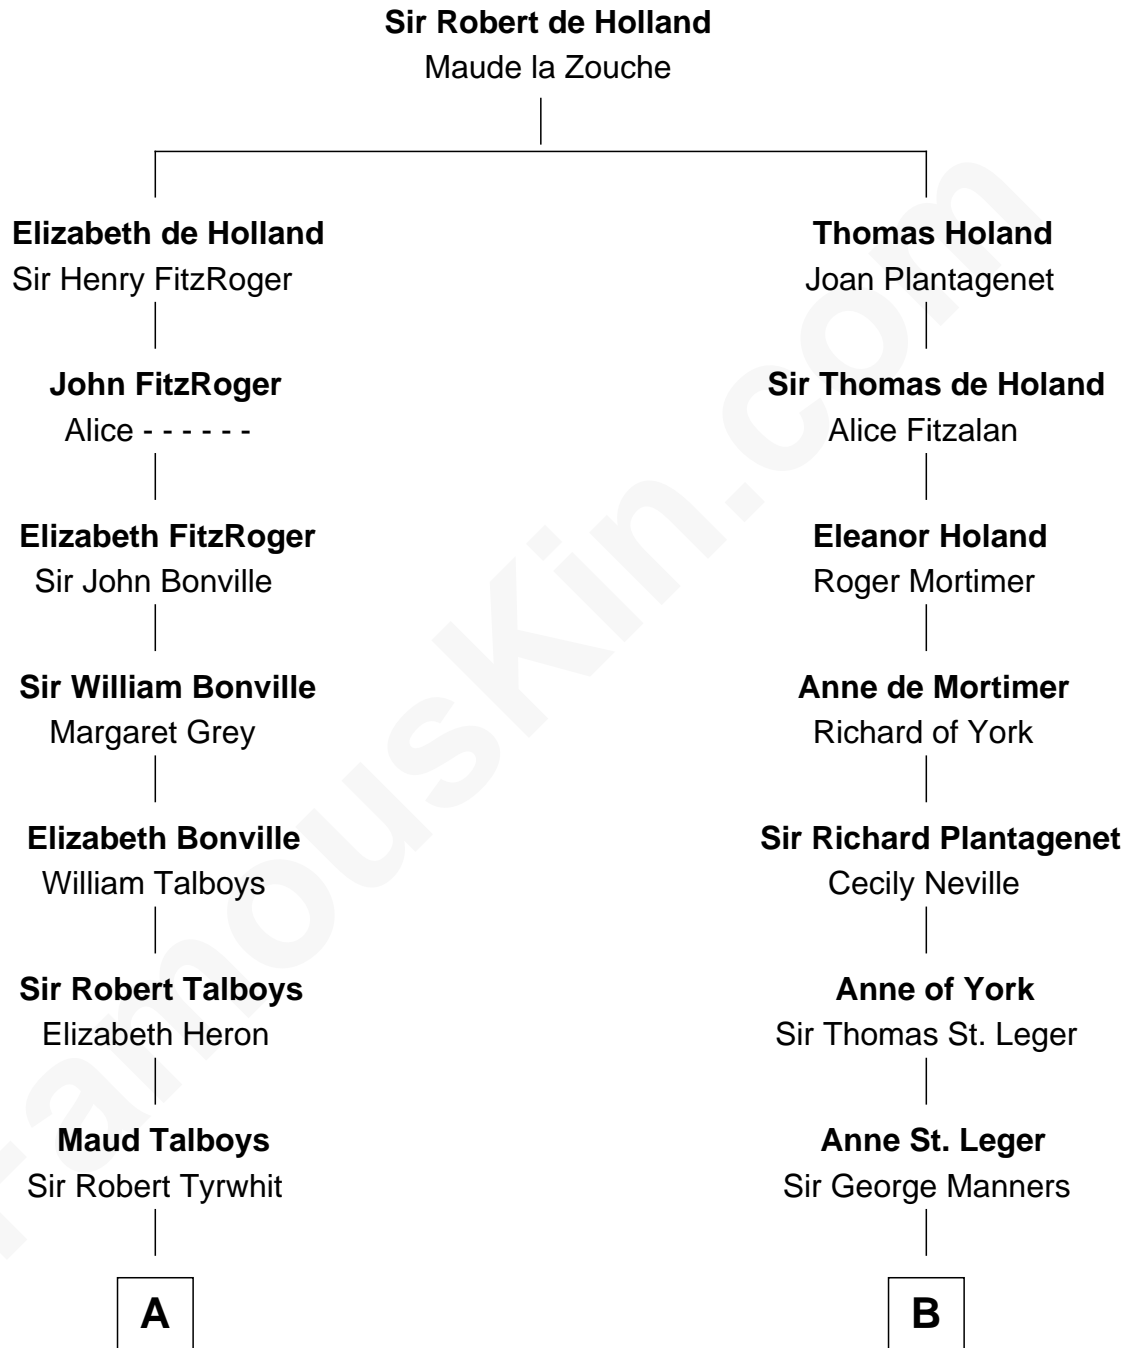 Sir Robert de Holland
Maude la Zouche
Elizabeth de Holland
Sir Henry FitzRoger
Thomas Holand
Joan Plantagenet
John FitzRoger
Alice - - - - - -
Sir Thomas de Holand
Alice Fitzalan
Elizabeth FitzRoger
Sir John Bonville
Eleanor Holand
Roger Mortimer
Sir William Bonville
Margaret Grey
Anne de Mortimer
Richard of York
Elizabeth Bonville
William Talboys
Sir Richard Plantagenet
Cecily Neville
Sir Robert Talboys
Elizabeth Heron
Anne of York
Sir Thomas St. Leger
Maud Talboys
Sir Robert Tyrwhit
Anne St. Leger
Sir George Manners
A
B
FamousKin.com